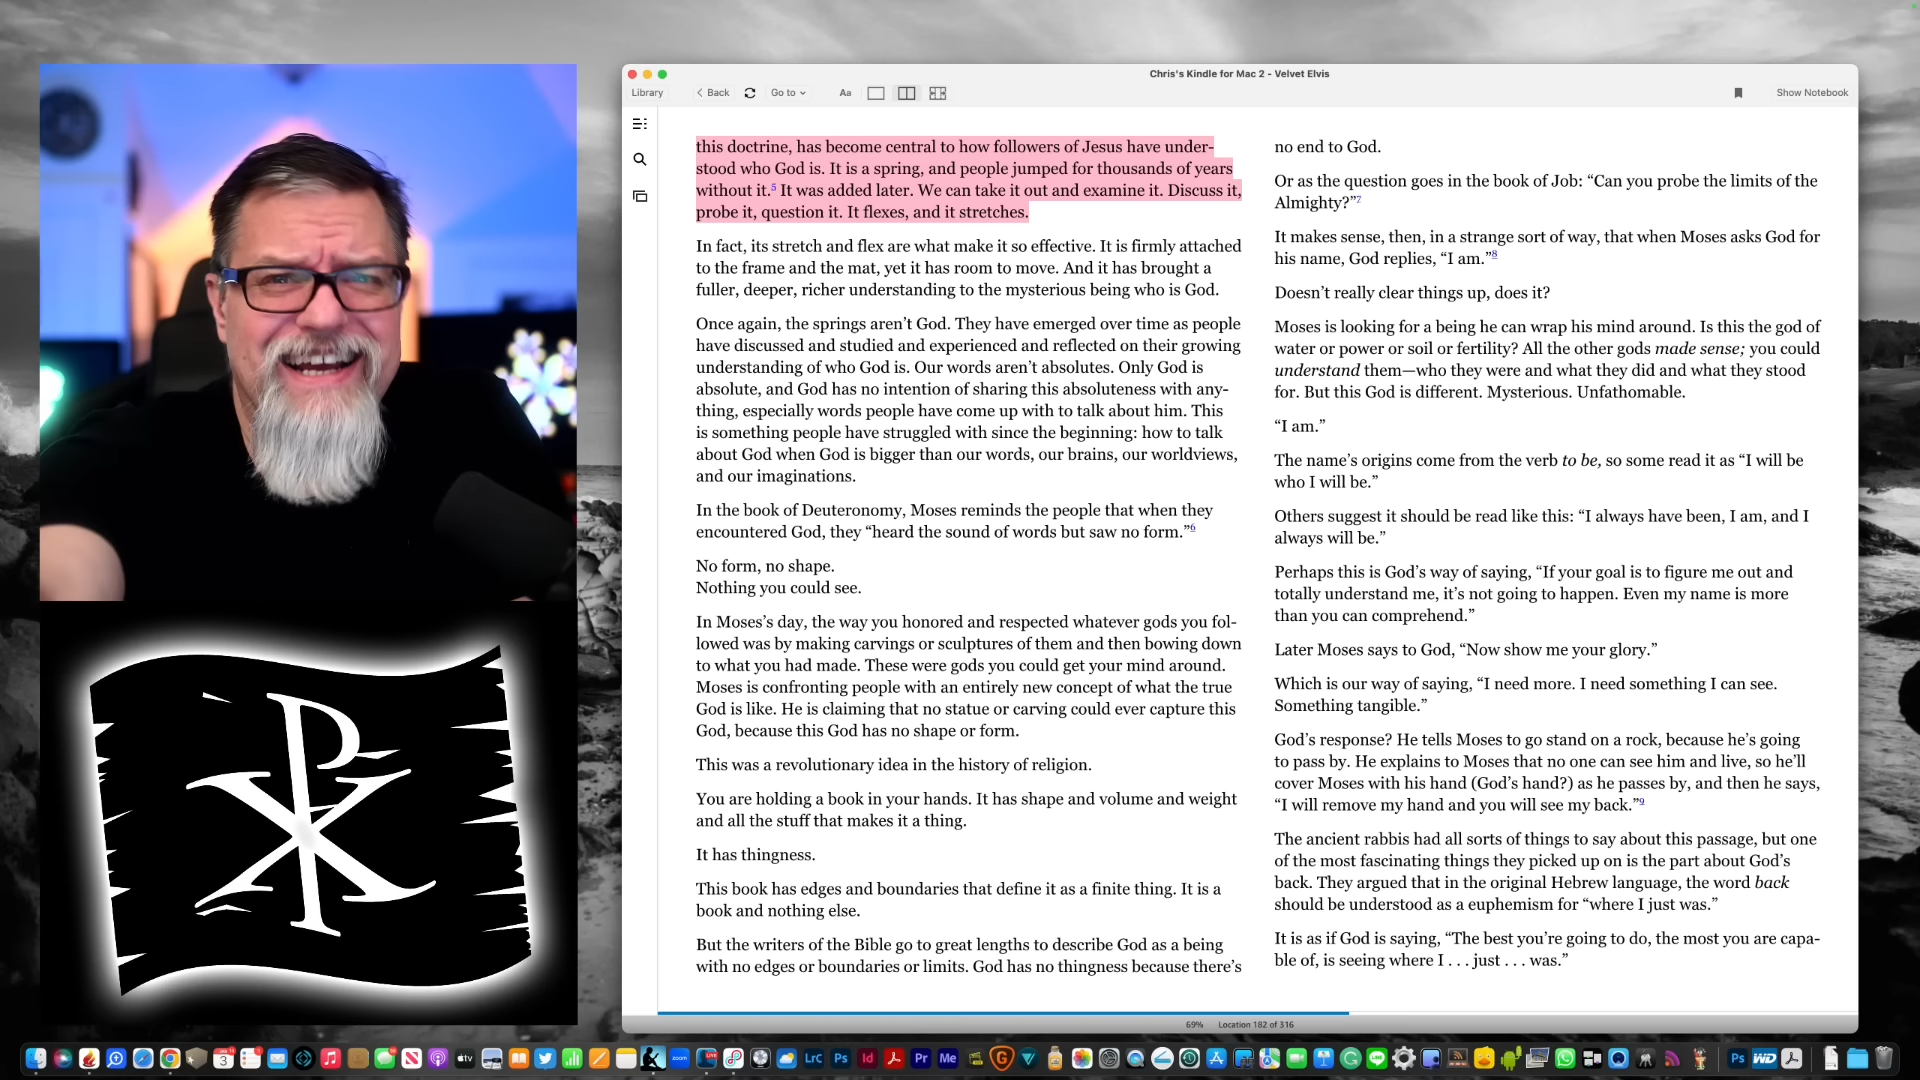 Chris's Kindle for Mac 2 - Velvet Elvis
Library
Back
Go to
Aa
Show Notebook
this doctrine, has become central to how followers of Jesus have under-
stood who God is. It is a spring, and people jumped for thousands of years
without it.5 It was added later. We can take it out and examine it. Discuss it,
probe it, question it. It flexes, and it stretches.
In fact, its stretch and flex are what make it so effective. It is firmly attached
to the frame and the mat, yet it has room to move. And it has brought a
fuller, deeper, richer understanding to the mysterious being who is God.
Once again, the springs aren’t God. They have emerged over time as people
have discussed and studied and experienced and reflected on their growing
understanding of who God is. Our words aren’t absolutes. Only God is
absolute, and God has no intention of sharing this absoluteness with any-
thing, especially words people have come up with to talk about him. This
is something people have struggled with since the beginning: how to talk
about God when God is bigger than our words, our brains, our worldviews,
and our imaginations.
In the book of Deuteronomy, Moses reminds the people that when they
encountered God, they “heard the sound of words but saw no form.”6
No form, no shape.
Nothing you could see.
In Moses’s day, the way you honored and respected whatever gods you fol-
lowed was by making carvings or sculptures of them and then bowing down
to what you had made. These were gods you could get your mind around.
Moses is confronting people with an entirely new concept of what the true
God is like. He is claiming that no statue or carving could ever capture this
God, because this God has no shape or form.
This was a revolutionary idea in the history of religion.
You are holding a book in your hands. It has shape and volume and weight
and all the stuff that makes it a thing.
It has thingness.
This book has edges and boundaries that define it as a finite thing. It is a
book and nothing else.
But the writers of the Bible go to great lengths to describe God as a being
with no edges or boundaries or limits. God has no thingness because there’s
no end to God.
Or as the question goes in the book of Job: “Can you probe the limits of the
Almighty?”7
It makes sense, then, in a strange sort of way, that when Moses asks God for
his name, God replies, “I am.”8
Doesn’t really clear things up, does it?
Moses is looking for a being he can wrap his mind around. Is this the god of
water or power or soil or fertility? All the other gods made sense; you could
understand them—who they were and what they did and what they stood
for. But this God is different. Mysterious. Unfathomable.
“I am.”
The name’s origins come from the verb to be, so some read it as “I will be
who I will be.”
Others suggest it should be read like this: “I always have been, I am, and I
always will be.”
Perhaps this is God’s way of saying, “If your goal is to figure me out and
totally understand me, it’s not going to happen. Even my name is more
than you can comprehend.”
Later Moses says to God, “Now show me your glory.”
Which is our way of saying, “I need more. I need something I can see.
Something tangible.”
God’s response? He tells Moses to go stand on a rock, because he’s going
to pass by. He explains to Moses that no one can see him and live, so he’ll
cover Moses with his hand (God’s hand?) as he passes by, and then he says,
“I will remove my hand and you will see my back.”9
The ancient rabbis had all sorts of things to say about this passage, but one
of the most fascinating things they picked up on is the part about God’s
back. They argued that in the original Hebrew language, the word back
should be understood as a euphemism for “where I just was.”
It is as if God is saying, “The best you’re going to do, the most you are capa-
ble of, is seeing where I . . . just . . . was.”
69% Location 182 of 316
3
tv
zoom
LrC
Ps
Id
Pr
Me
Ps
WD